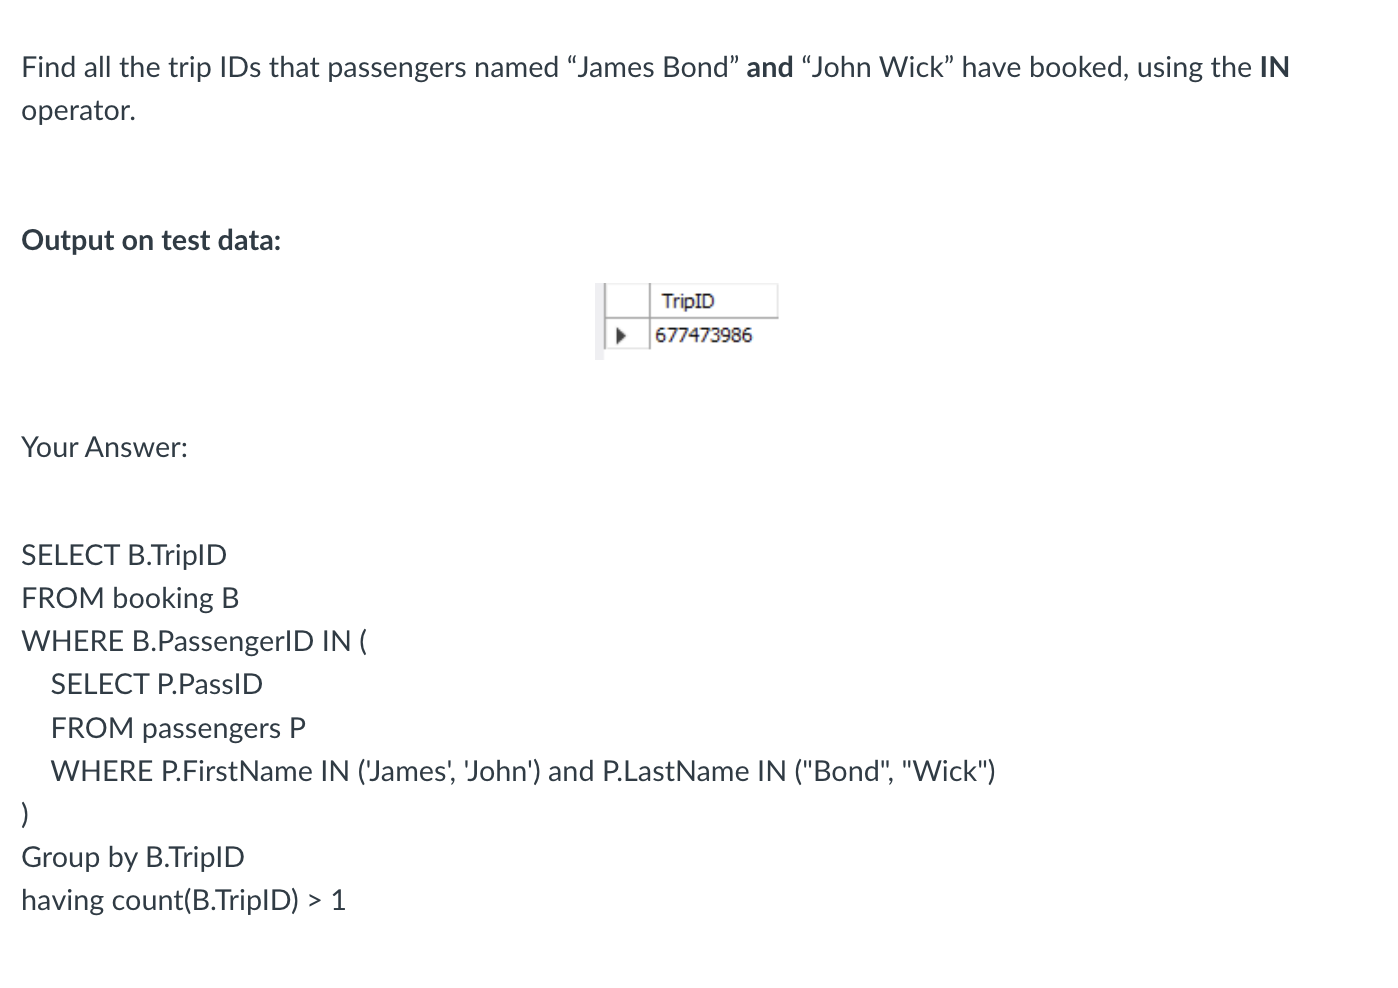 Find all the trip IDs that passengers named “James Bond” and “John Wick” have booked, using the IN
operator.
Output on test data:
TripID
677473986
Your Answer:
SELECT B.TripID
FROM booking B
WHERE B.PassengerID IN (
SELECT P.PassID
FROM passengers P
WHERE P.FirstName IN ('James', 'John') and P.LastName IN ("Bond", "Wick")
)
Group by B.TripID
having count(B.TripID) > 1